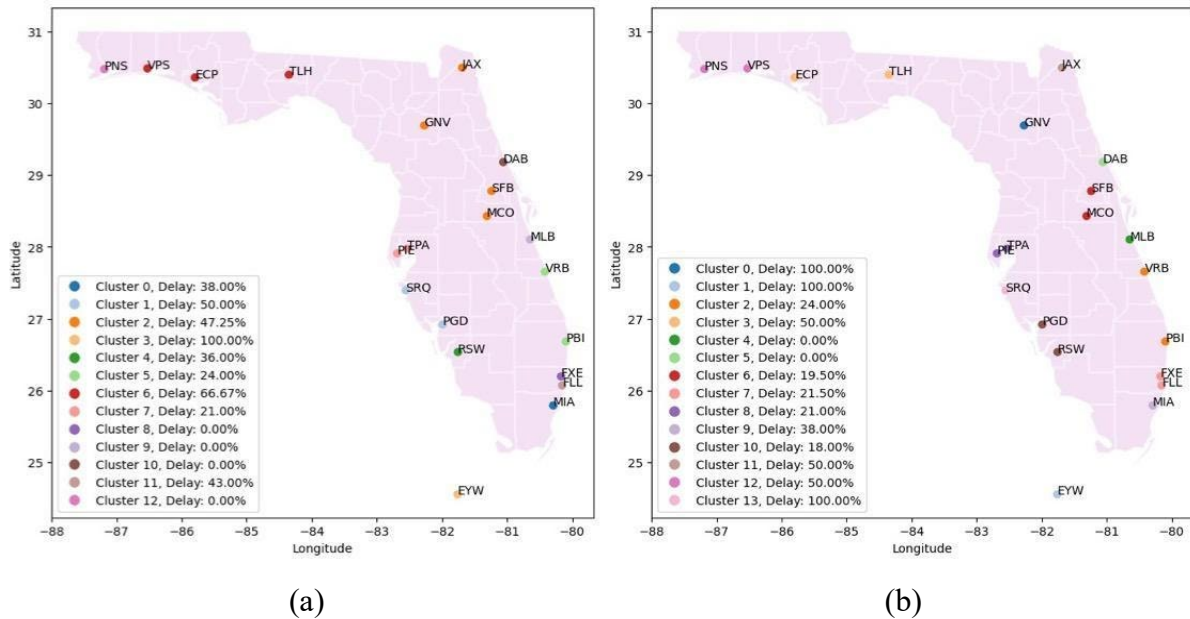 31
30
29
28
27
26
25
Latitude
PNS
VPS
ECP
TLH
JAX
GNV
DAB
SFB
MCO
MLB
TPA
PIE
VRB
SRQ
PGD
PBI
RSW
FXE
FLL
MIA
EYW
Cluster 0, Delay: 38.00%
Cluster 1, Delay: 50.00%
Cluster 2, Delay: 47.25%
Cluster 3, Delay: 100.00%
Cluster 4, Delay: 36.00%
Cluster 5, Delay: 24.00%
Cluster 6, Delay: 66.67%
Cluster 7, Delay: 21.00%
Cluster 8, Delay: 0.00%
Cluster 9, Delay: 0.00%
Cluster 10, Delay: 0.00%
Cluster 11, Delay: 43.00%
Cluster 12, Delay: 0.00%
−88 −87 −86 −85 −84 −83 −82 −81 −80
Longitude
(a)
31
30
29
28
27
26
25
Latitude
PNS
VPS
ECP
TLH
JAX
GNV
DAB
SFB
MCO
MLB
TPA
PIE
VRB
SRQ
PGD
PBI
RSW
FXE
FLL
MIA
EYW
Cluster 0, Delay: 100.00%
Cluster 1, Delay: 100.00%
Cluster 2, Delay: 24.00%
Cluster 3, Delay: 50.00%
Cluster 4, Delay: 0.00%
Cluster 5, Delay: 0.00%
Cluster 6, Delay: 19.50%
Cluster 7, Delay: 21.50%
Cluster 8, Delay: 21.00%
Cluster 9, Delay: 38.00%
Cluster 10, Delay: 18.00%
Cluster 11, Delay: 50.00%
Cluster 12, Delay: 50.00%
Cluster 13, Delay: 100.00%
−88 −87 −86 −85 −84 −83 −82 −81 −80
Longitude
(b)